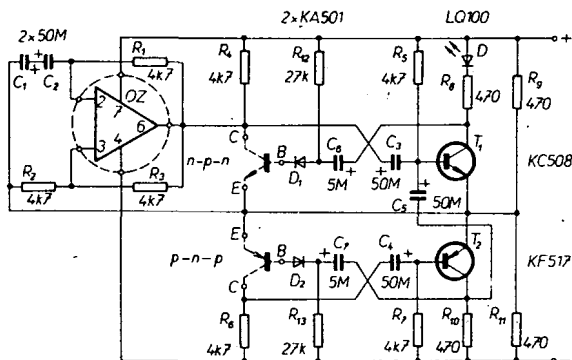 2×KA501 LQ100
2×50M
C₁ C₂
R₁
4k7
R₄
4k7
R₁₂
27k
R₅
4k7
D
R₈
470
R₉
470
+
OZ
2
7
6
3
4
R₂
4k7
R₃
4k7
n-p-n
C
B
E
D₁
C₆
5M
C₃
50M
T₁
KC508
C₅
50M
p-n-p
E
B
C
D₂
C₇
5M
C₄
50M
T₂
KF517
R₆
4k7
R₁₃
27k
R₇
4k7
R₁₀
470
R₁₁
470